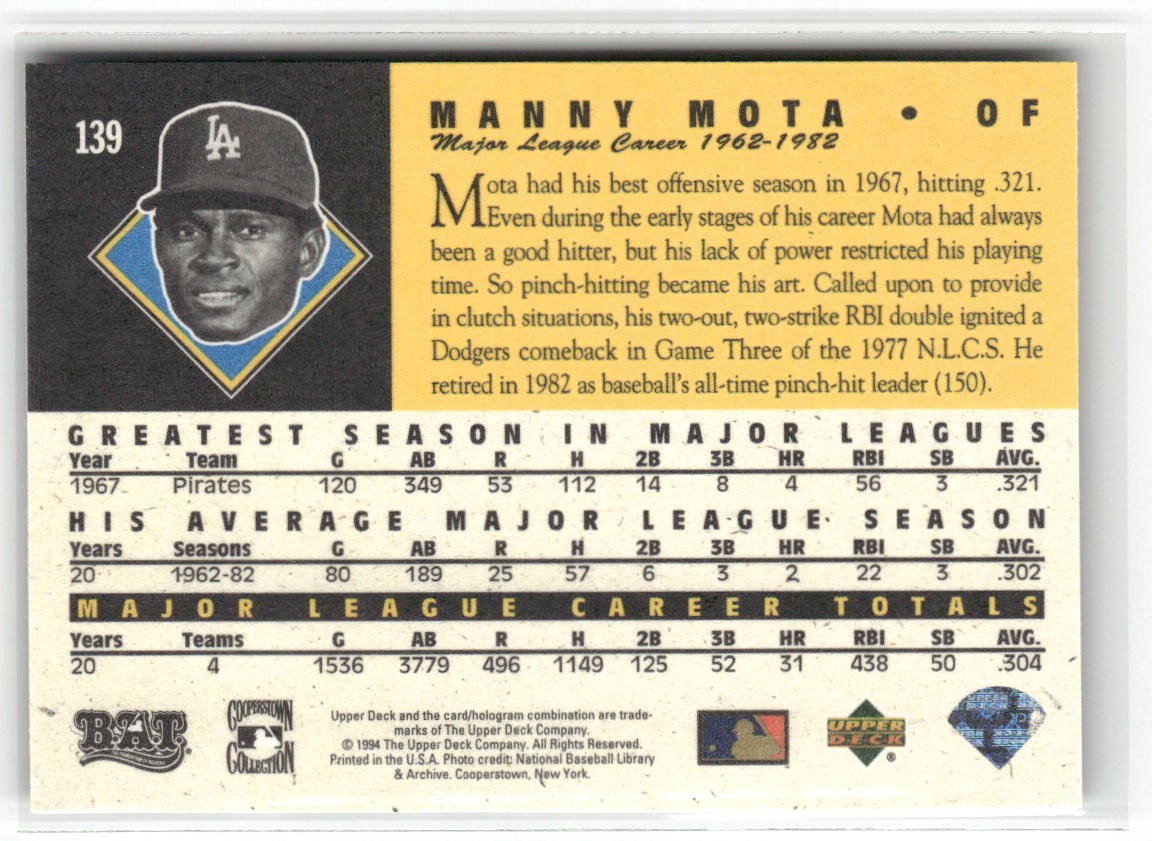 139
LA
MANNY MOTA • OF
Major League Career 1962-1982
Mota had his best offensive season in 1967, hitting .321.
Even during the early stages of his career Mota had always
been a good hitter, but his lack of power restricted his playing
time. So pinch-hitting became his art. Called upon to provide
in clutch situations, his two-out, two-strike RBI double ignited a
Dodgers comeback in Game Three of the 1977 N.L.C.S. He
retired in 1982 as baseball's all-time pinch-hit leader (150).
GREATEST SEASON IN MAJOR LEAGUES
Year Team G AB R H 2B 3B HR RBI SB AVG.
1967 Pirates 120 349 53 112 14 8 4 56 3 .321
HIS AVERAGE MAJOR LEAGUE SEASON
Years Seasons G AB R H 2B 3B HR RBI SB AVG.
20 1962-82 80 189 25 57 6 3 2 22 3 .302
MAJOR LEAGUE CAREER TOTALS
Years Teams G AB R H 2B 3B HR RBI SB AVG.
20 4 1536 3779 496 1149 125 52 31 438 50 .304
BAT
COOPERSTOWN
COLLECTION
Upper Deck and the card/hologram combination are trade-
marks of The Upper Deck Company.
© 1994 The Upper Deck Company. All Rights Reserved.
Printed in the U.S.A. Photo credit: National Baseball Library
& Archive. Cooperstown, New York.
UPPER
DECK
®